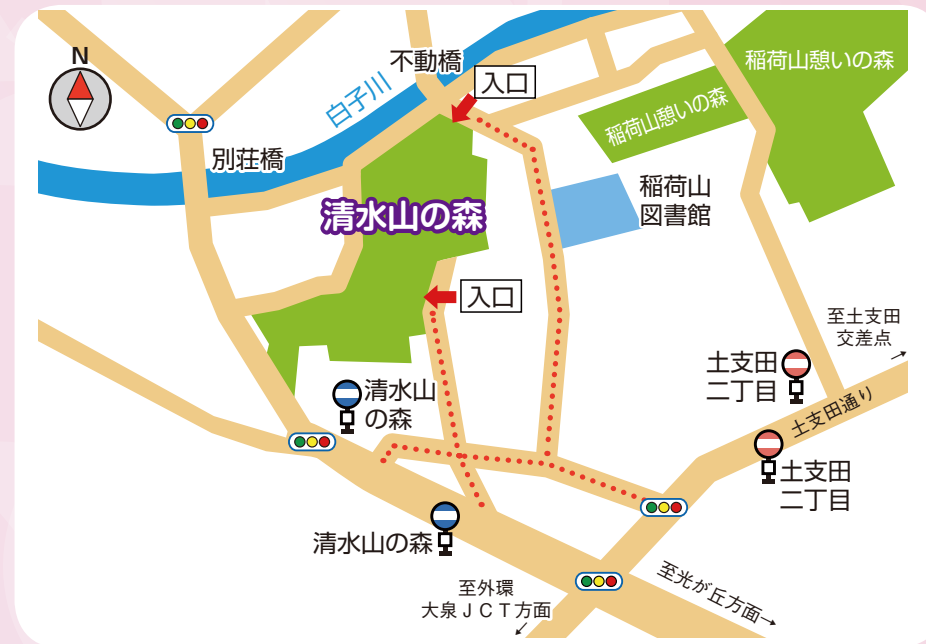 N
不動橋
入口
白子川
稲荷山憩いの森
稲荷山憩いの森
別荘橋
稲荷山
図書館
清水山の森
入口
至土支田
交差点
→
土支田
二丁目
清水山
の森
土支田通り
土支田
二丁目
清水山の森
至外環
大泉JCT方面
←
至光が丘方面→